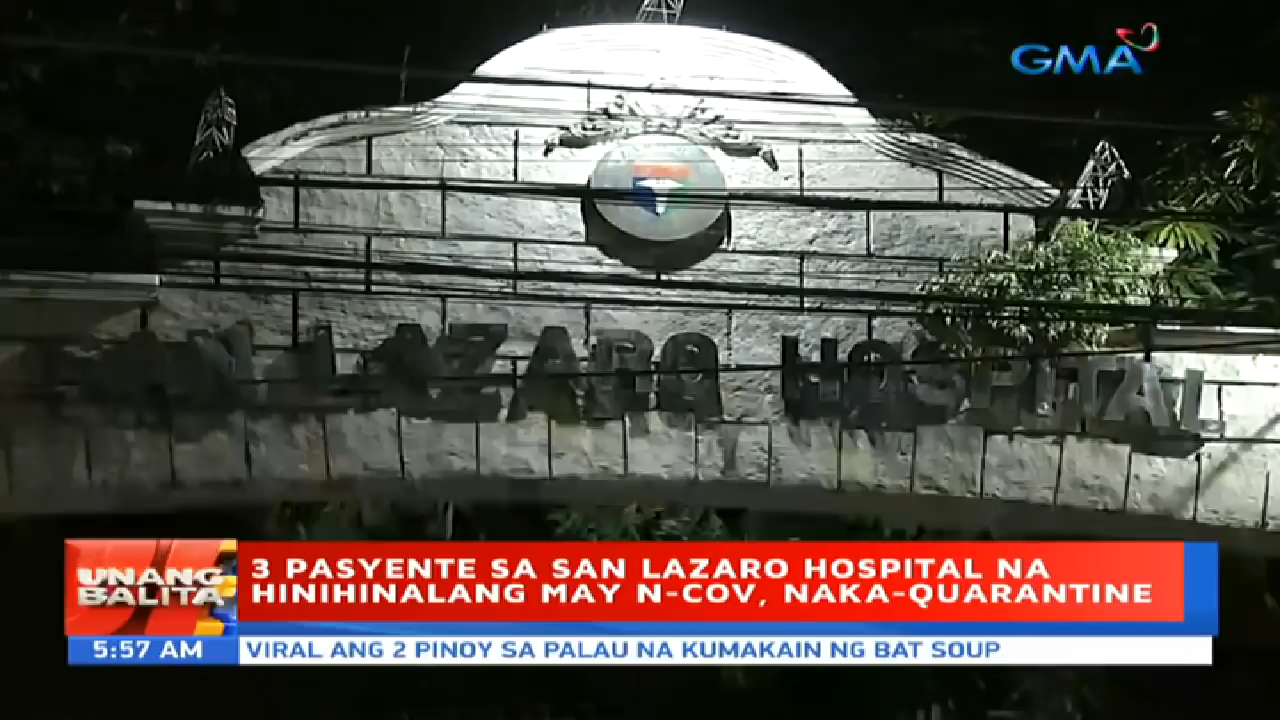 GMA
SAN LAZARO HOSPITAL
UNANG
BALITA
3 PASYENTE SA SAN LAZARO HOSPITAL NA
HINIHINALANG MAY N-COV, NAKA-QUARANTINE
5:57 AM
VIRAL ANG 2 PINOY SA PALAU NA KUMAKAIN NG BAT SOUP